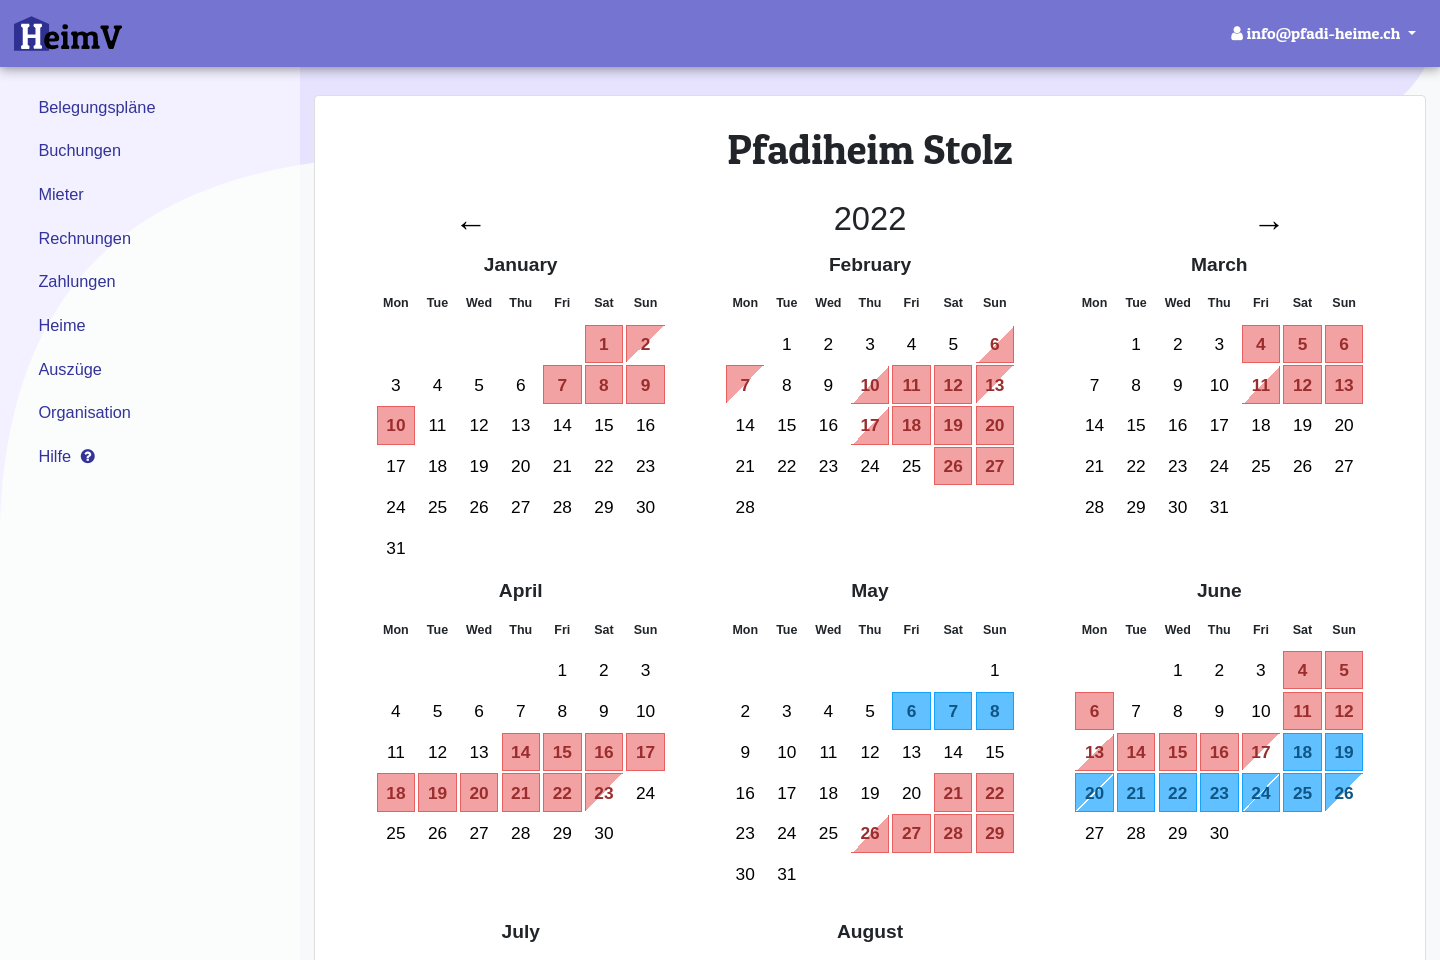 HeimV
info@pfadi-heime.ch
Belegungspläne
Buchungen
Mieter
Rechnungen
Zahlungen
Heime
Auszüge
Organisation
Hilfe ?
Pfadiheim Stolz
← 2022 →
January
Mon Tue Wed Thu Fri Sat Sun
1 2
3 4 5 6 7 8 9
10 11 12 13 14 15 16
17 18 19 20 21 22 23
24 25 26 27 28 29 30
31
February
Mon Tue Wed Thu Fri Sat Sun
1 2 3 4 5 6
7 8 9 10 11 12 13
14 15 16 17 18 19 20
21 22 23 24 25 26 27
28
March
Mon Tue Wed Thu Fri Sat Sun
1 2 3 4 5 6
7 8 9 10 11 12 13
14 15 16 17 18 19 20
21 22 23 24 25 26 27
28 29 30 31
April
Mon Tue Wed Thu Fri Sat Sun
1 2 3
4 5 6 7 8 9 10
11 12 13 14 15 16 17
18 19 20 21 22 23 24
25 26 27 28 29 30
May
Mon Tue Wed Thu Fri Sat Sun
1
2 3 4 5 6 7 8
9 10 11 12 13 14 15
16 17 18 19 20 21 22
23 24 25 26 27 28 29
30 31
June
Mon Tue Wed Thu Fri Sat Sun
1 2 3 4 5
6 7 8 9 10 11 12
13 14 15 16 17 18 19
20 21 22 23 24 25 26
27 28 29 30
July
August